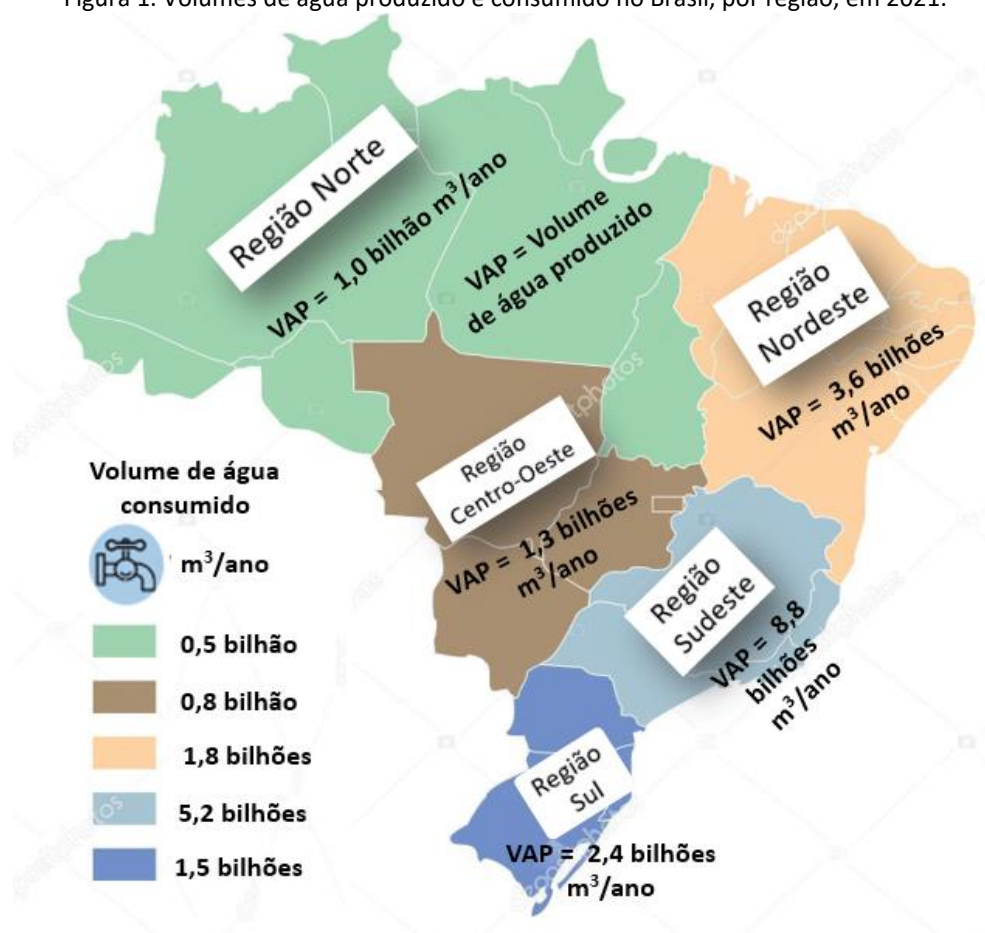 Figura 1. Volumes de água produzido e consumido no Brasil, por região, em 2021.
Região Norte
VAP = 1,0 bilhão m³/ano
VAP = Volume
de água produzido
Região
Nordeste
VAP = 3,6 bilhões
m³/ano
Região
Centro-Oeste
VAP = 1,3 bilhões
m³/ano
Região
Sudeste
VAP = 8,8
bilhões
m³/ano
Região
Sul
VAP = 2,4 bilhões
m³/ano
Volume de água
consumido
m³/ano
0,5 bilhão
0,8 bilhão
1,8 bilhões
5,2 bilhões
1,5 bilhões
depositphotos